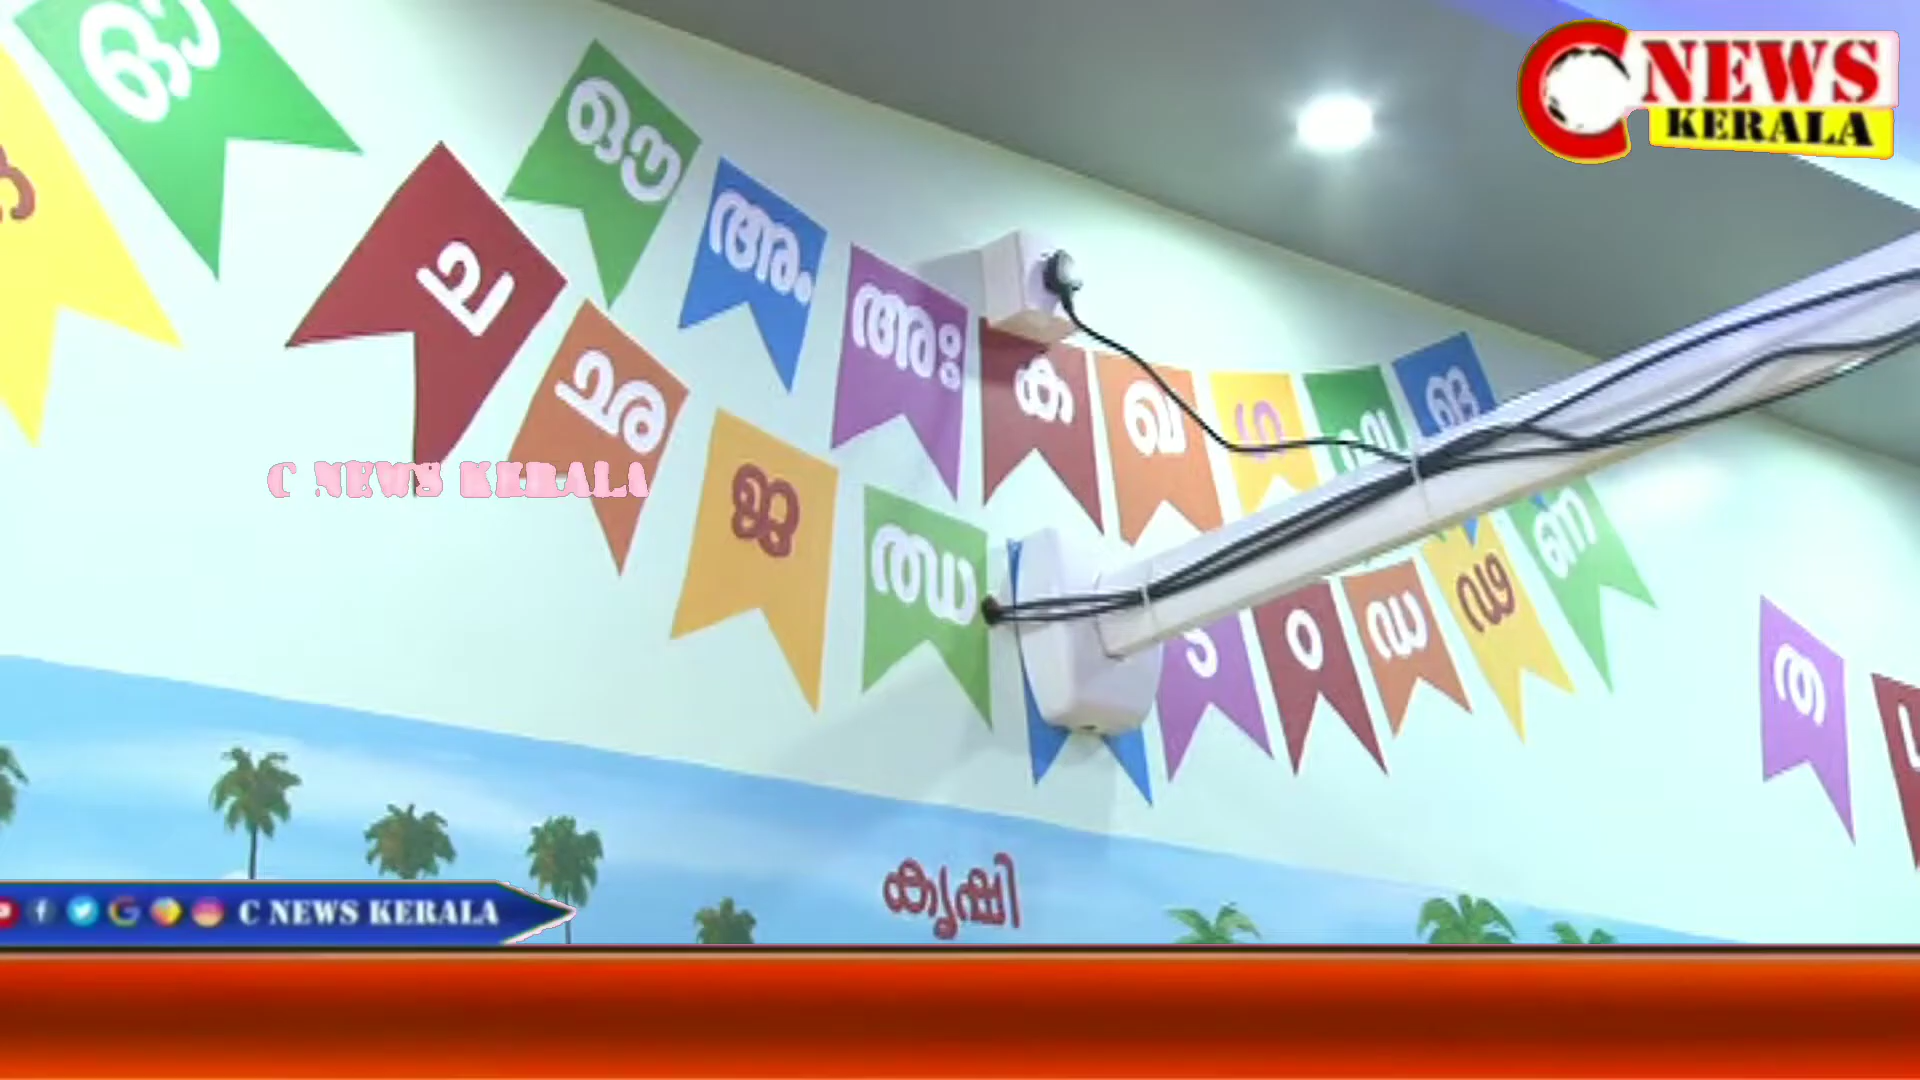 NEWS
KERALA
ഓ ഔ അം അഃ ക ഖ ഗ ഘ ങ
ച ഛ ജ ഝ ട ഠ ഡ ഢ ണ ത
C NEWS KERALA
കൃഷി
C NEWS KERALA